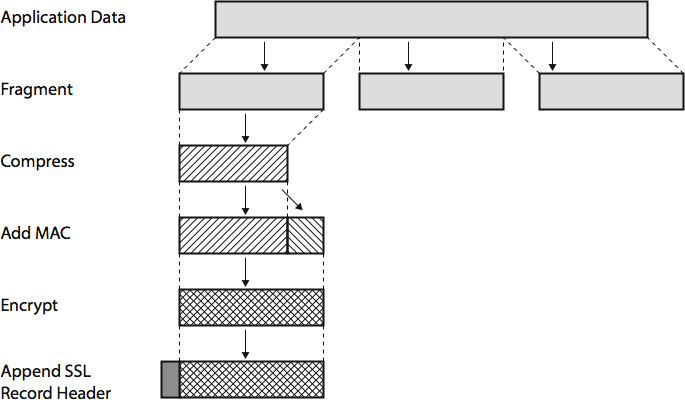 Application Data
Fragment
Compress
Add MAC
Encrypt
Append SSL
Record Header